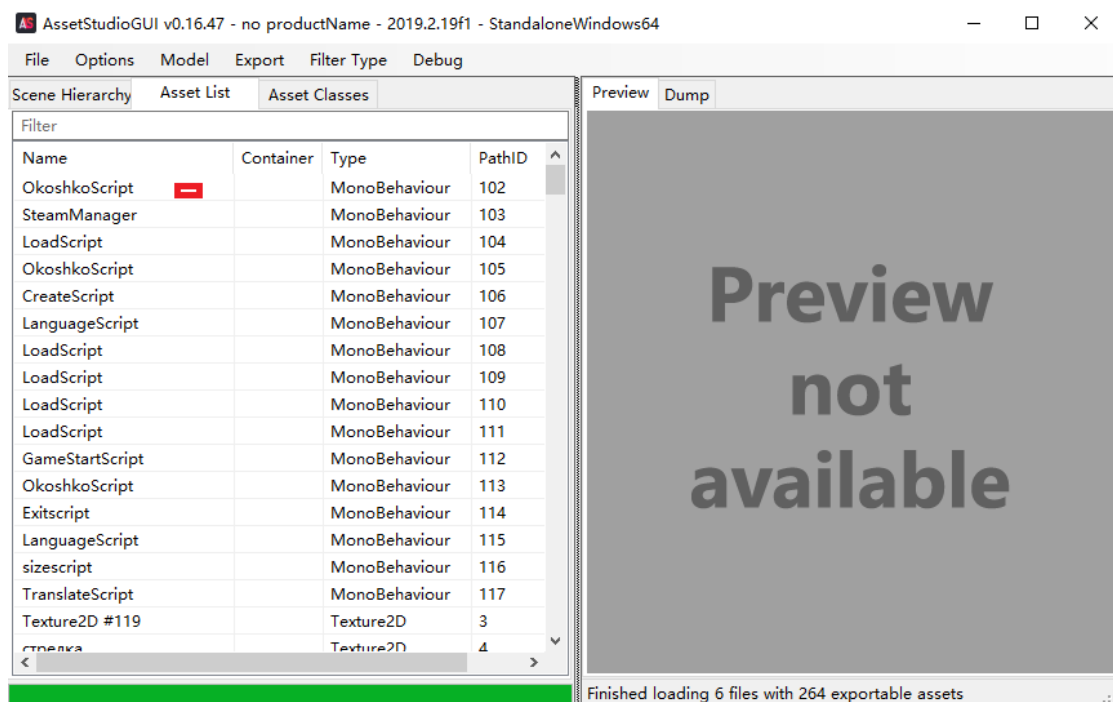 AS AssetStudioGUI v0.16.47 - no productName - 2019.2.19f1 - StandaloneWindows64
File Options Model Export Filter Type Debug
Scene Hierarchy Asset List Asset Classes
Preview Dump
Filter
Name Container Type PathID
OkoshkoScript MonoBehaviour 102
SteamManager MonoBehaviour 103
LoadScript MonoBehaviour 104
OkoshkoScript MonoBehaviour 105
CreateScript MonoBehaviour 106
LanguageScript MonoBehaviour 107
LoadScript MonoBehaviour 108
LoadScript MonoBehaviour 109
LoadScript MonoBehaviour 110
LoadScript MonoBehaviour 111
GameStartScript MonoBehaviour 112
OkoshkoScript MonoBehaviour 113
Exitscript MonoBehaviour 114
LanguageScript MonoBehaviour 115
sizescript MonoBehaviour 116
TranslateScript MonoBehaviour 117
Texture2D #119 Texture2D 3
стрелка Texture2D 4
Preview
not
available
Finished loading 6 files with 264 exportable assets